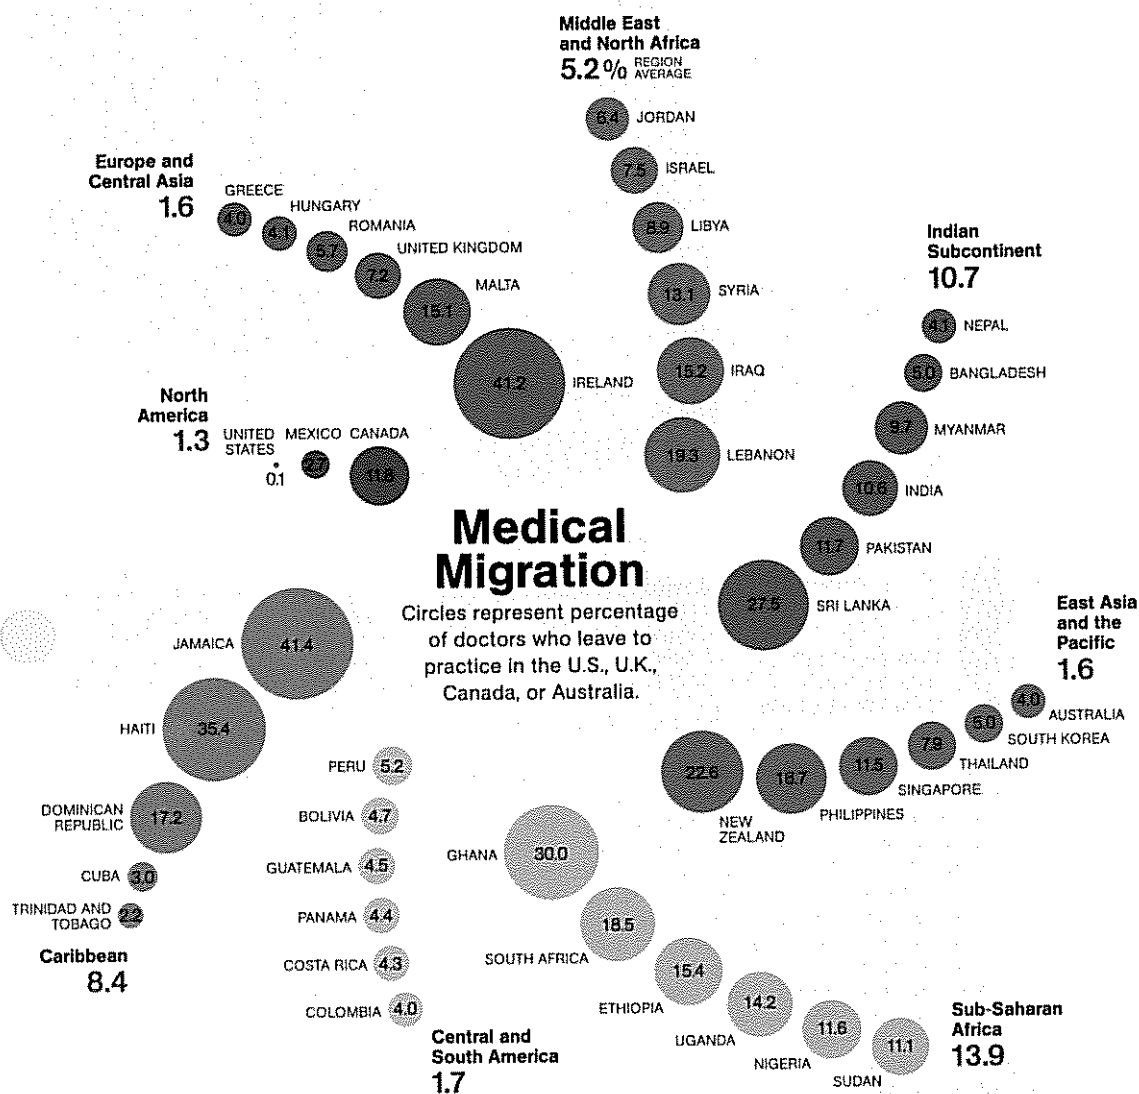 Middle East
and North Africa
5.2% REGION
AVERAGE
6.4 JORDAN
7.5 ISRAEL
8.9 LIBYA
13.1 SYRIA
15.2 IRAQ
19.3 LEBANON
Europe and
Central Asia
1.6
GREECE
4.0
HUNGARY
4.1
ROMANIA
5.7
UNITED KINGDOM
7.2
MALTA
15.1
41.2 IRELAND
North
America
1.3
UNITED
STATES
0.1
MEXICO
2.7
CANADA
11.8
Indian
Subcontinent
10.7
4.1 NEPAL
5.0 BANGLADESH
9.7 MYANMAR
10.6 INDIA
11.7 PAKISTAN
27.5 SRI LANKA
Medical
Migration
Circles represent percentage
of doctors who leave to
practice in the U.S., U.K.,
Canada, or Australia.
East Asia
and the
Pacific
1.6
4.0
AUSTRALIA
5.0
SOUTH KOREA
7.9
THAILAND
11.5
SINGAPORE
16.7
PHILIPPINES
22.6
NEW
ZEALAND
JAMAICA 41.4
HAITI 35.4
DOMINICAN
REPUBLIC 17.2
CUBA 3.0
TRINIDAD AND
TOBAGO 2.2
Caribbean
8.4
PERU 5.2
BOLIVIA 4.7
GUATEMALA 4.5
PANAMA 4.4
COSTA RICA 4.3
COLOMBIA 4.0
Central and
South America
1.7
GHANA 30.0
18.5
SOUTH AFRICA
15.4
ETHIOPIA
14.2
UGANDA
11.6
NIGERIA
11.1
SUDAN
Sub-Saharan
Africa
13.9